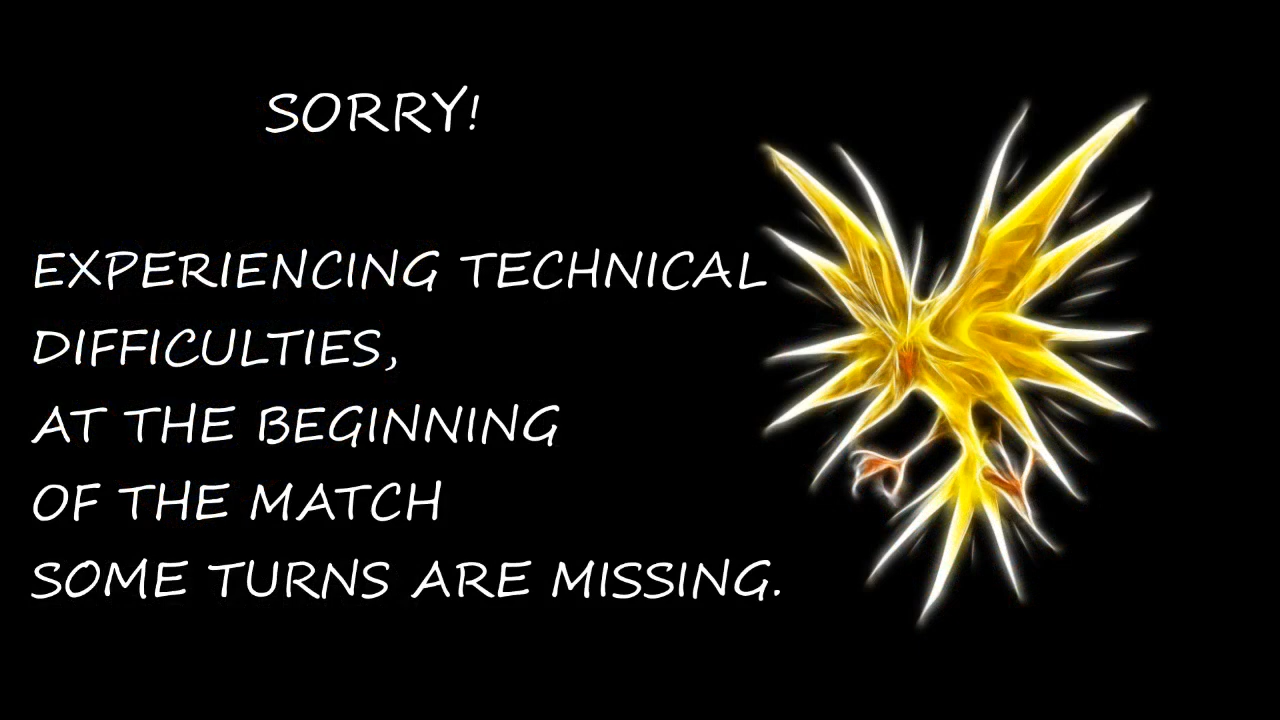 SORRY!
EXPERIENCING TECHNICAL
DIFFICULTIES,
AT THE BEGINNING
OF THE MATCH
SOME TURNS ARE MISSING.